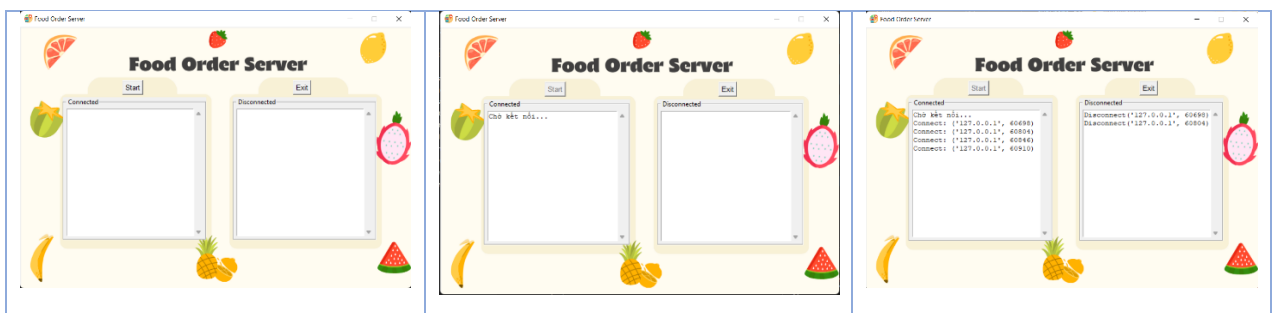 Food Order Server
Food Order Server
Start
Exit
Connected
Disconnected
Food Order Server
Food Order Server
Start
Exit
Connected
Disconnected
Chờ kết nối...
Food Order Server
Food Order Server
Start
Exit
Connected
Disconnected
Chờ kết nối...
Connect: ('127.0.0.1', 60698)
Connect: ('127.0.0.1', 60804)
Connect: ('127.0.0.1', 60846)
Connect: ('127.0.0.1', 60910)
Disconnect('127.0.0.1', 60698)
Disconnect('127.0.0.1', 60804)